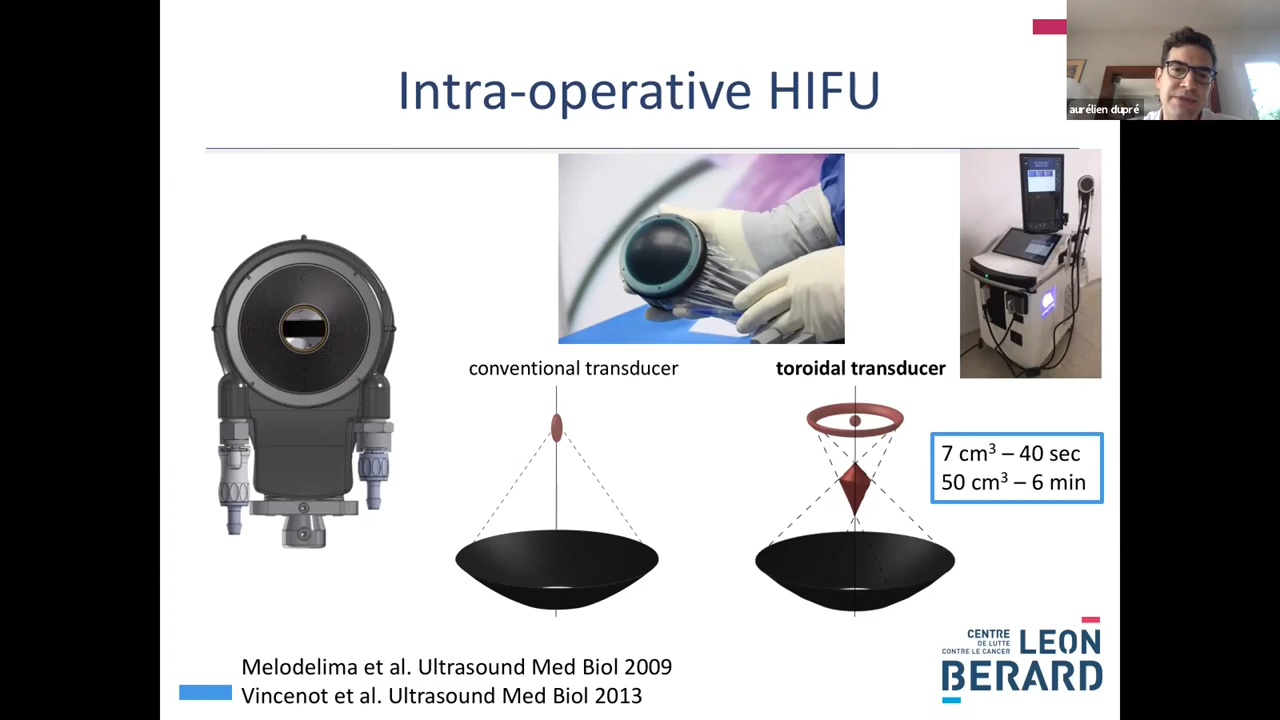 Intra-operative HIFU
aurélien dupré
conventional transducer
toroidal transducer
7 cm³ – 40 sec
50 cm³ – 6 min
Melodelima et al. Ultrasound Med Biol 2009
Vincenot et al. Ultrasound Med Biol 2013
CENTRE
DE LUTTE
CONTRE LE CANCER
LEON
BERARD